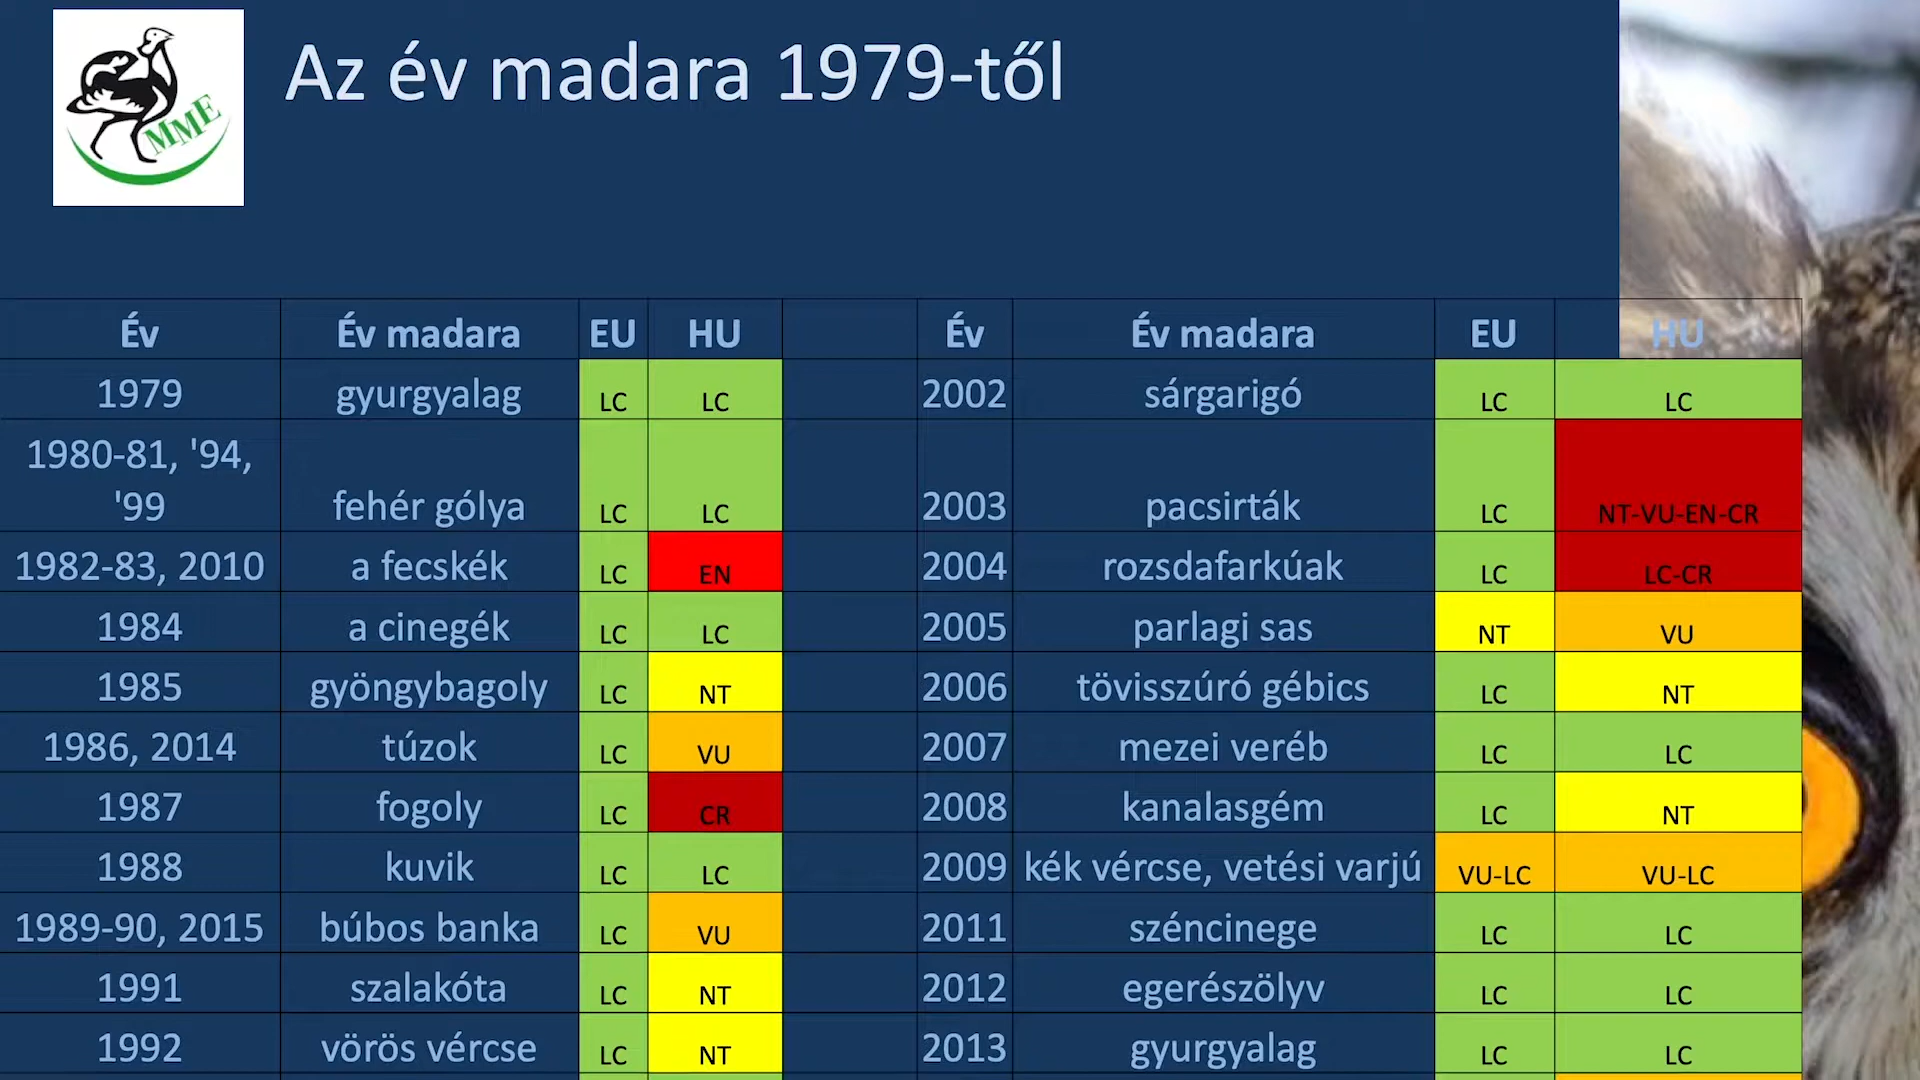 MME
Az év madara 1979-től
Év Év madara EU HU Év Év madara EU HU
1979 gyurgyalag LC LC 2002 sárgarigó LC LC
1980-81, '94,
'99 fehér gólya LC LC 2003 pacsirták LC NT-VU-EN-CR
1982-83, 2010 a fecskék LC EN 2004 rozsdafarkúak LC LC-CR
1984 a cinegék LC LC 2005 parlagi sas NT VU
1985 gyöngybagoly LC NT 2006 tövisszúró gébics LC NT
1986, 2014 túzok LC VU 2007 mezei veréb LC LC
1987 fogoly LC CR 2008 kanalasgém LC NT
1988 kuvik LC LC 2009 kék vércse, vetési varjú VU-LC VU-LC
1989-90, 2015 búbos banka LC VU 2011 széncinege LC LC
1991 szalakóta LC NT 2012 egerészölyv LC LC
1992 vörös vércse LC NT 2013 gyurgyalag LC LC